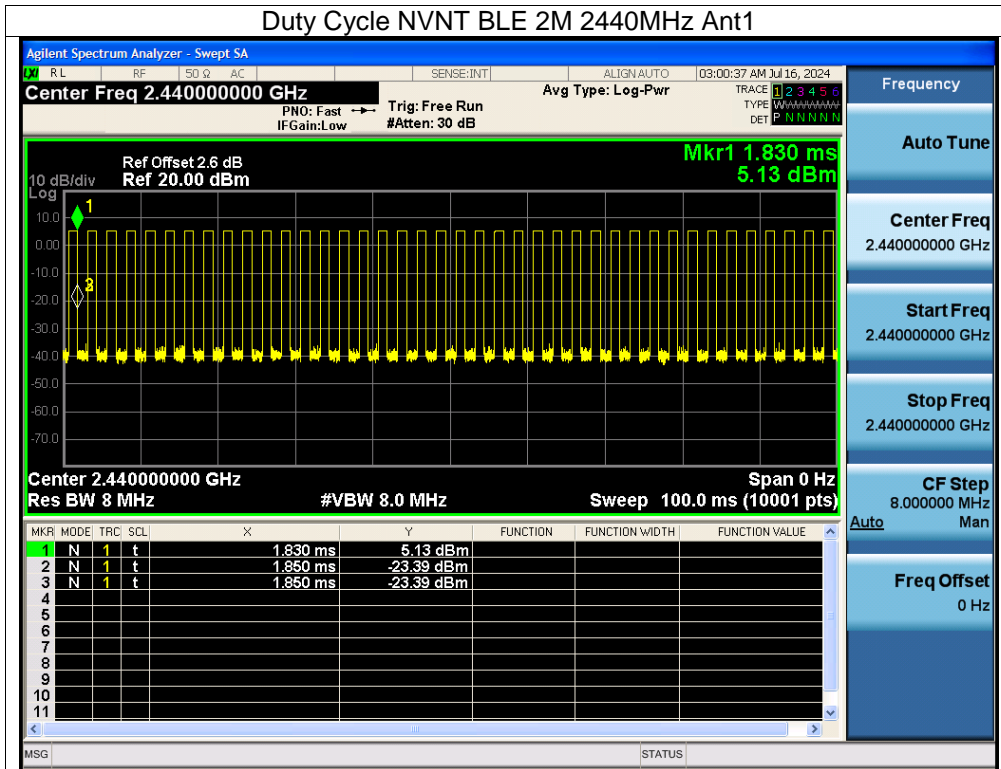 Duty Cycle NVNT BLE 2M 2440MHz Ant1
Agilent Spectrum Analyzer - Swept SA
LXI RL RF 50 Ω AC SENSE:INT ALIGN AUTO 03:00:37 AM Jul 16, 2024
Center Freq 2.440000000 GHz Avg Type: Log-Pwr TRACE 1 2 3 4 5 6
PNO: Fast Trig: Free Run TYPE WWWWWW
IFGain:Low #Atten: 30 dB DET P N N N N N
Mkr1 1.830 ms
5.13 dBm
Ref Offset 2.6 dB
10 dB/div Ref 20.00 dBm
Log
1
10.0
0.00
-10.0
-20.0
-30.0
-40.0
-50.0
-60.0
-70.0
Center 2.440000000 GHz Span 0 Hz
Res BW 8 MHz #VBW 8.0 MHz Sweep 100.0 ms (10001 pts)
MKR MODE TRC SCL X Y FUNCTION FUNCTION WIDTH FUNCTION VALUE
1 N 1 t 1.830 ms 5.13 dBm
2 N 1 t 1.850 ms -23.39 dBm
3 N 1 t 1.850 ms -23.39 dBm
4
5
6
7
8
9
10
11
MSG STATUS
Frequency
Auto Tune
Center Freq
2.440000000 GHz
Start Freq
2.440000000 GHz
Stop Freq
2.440000000 GHz
CF Step
8.000000 MHz
Auto Man
Freq Offset
0 Hz